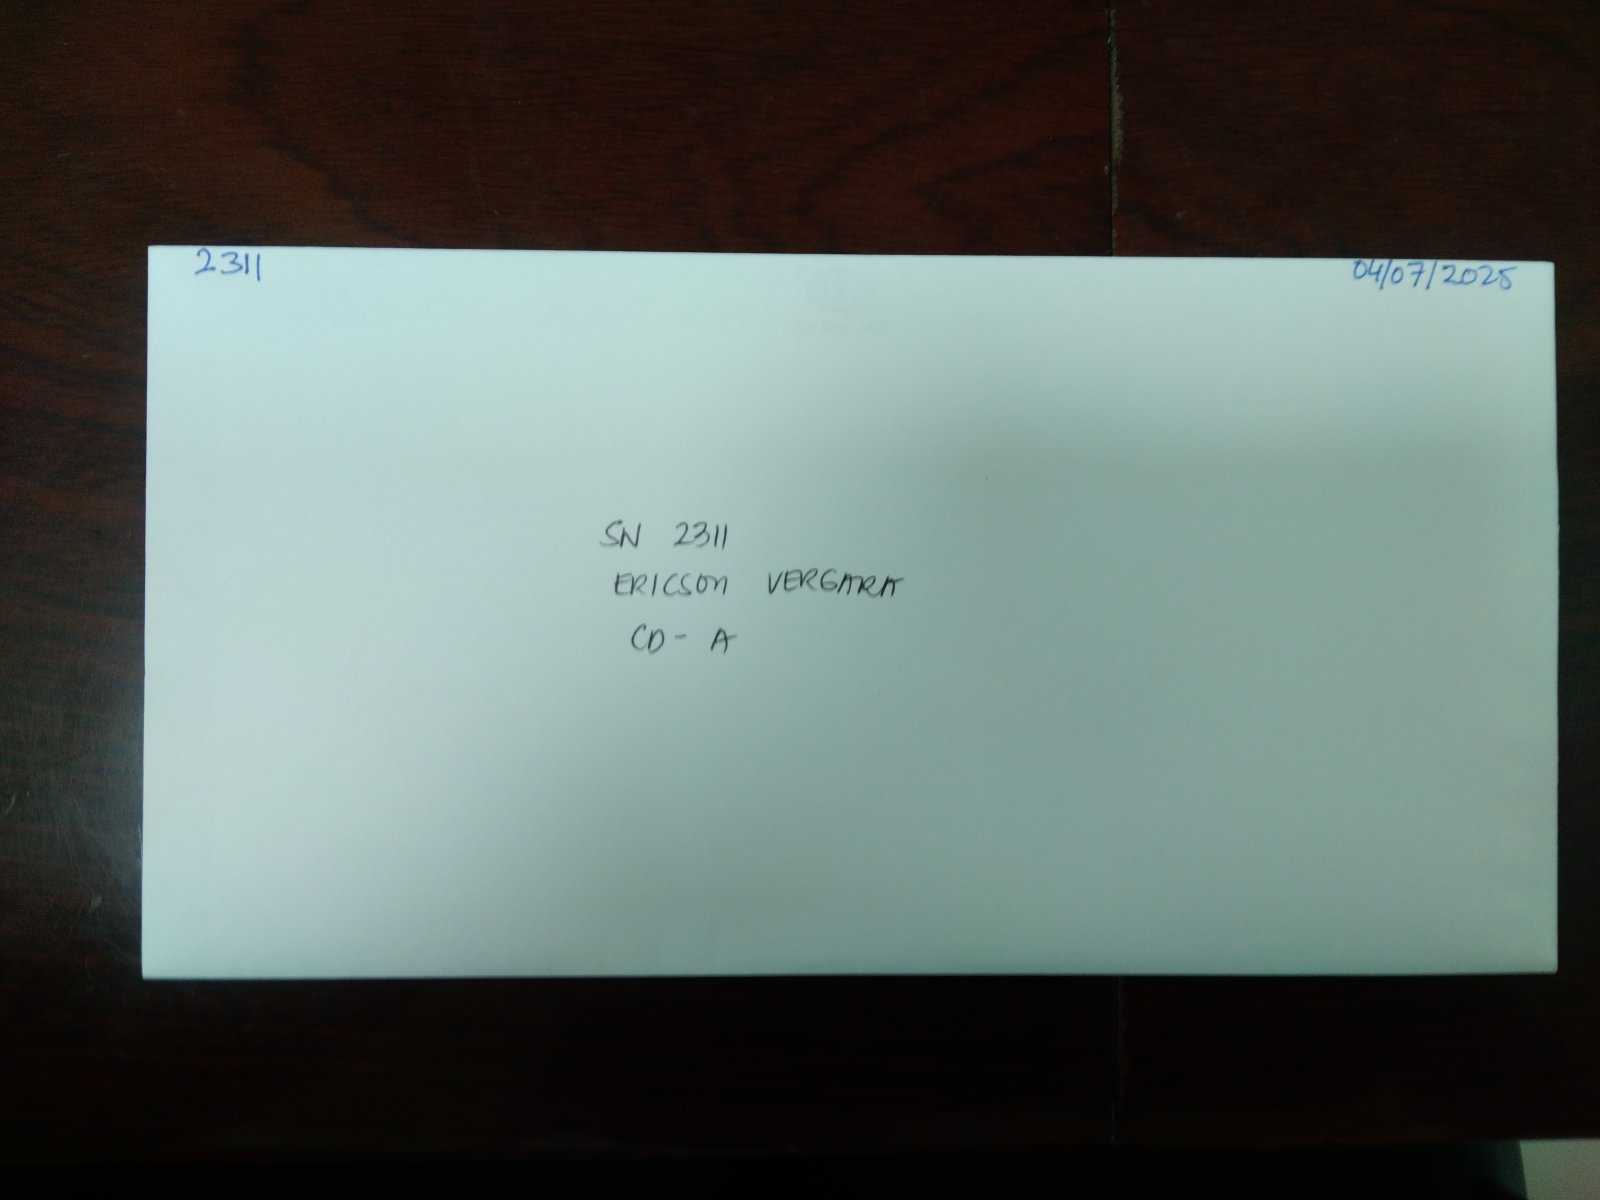 2311
04/07/2025
SN 2311
ERICSON VERGARA
CD - A